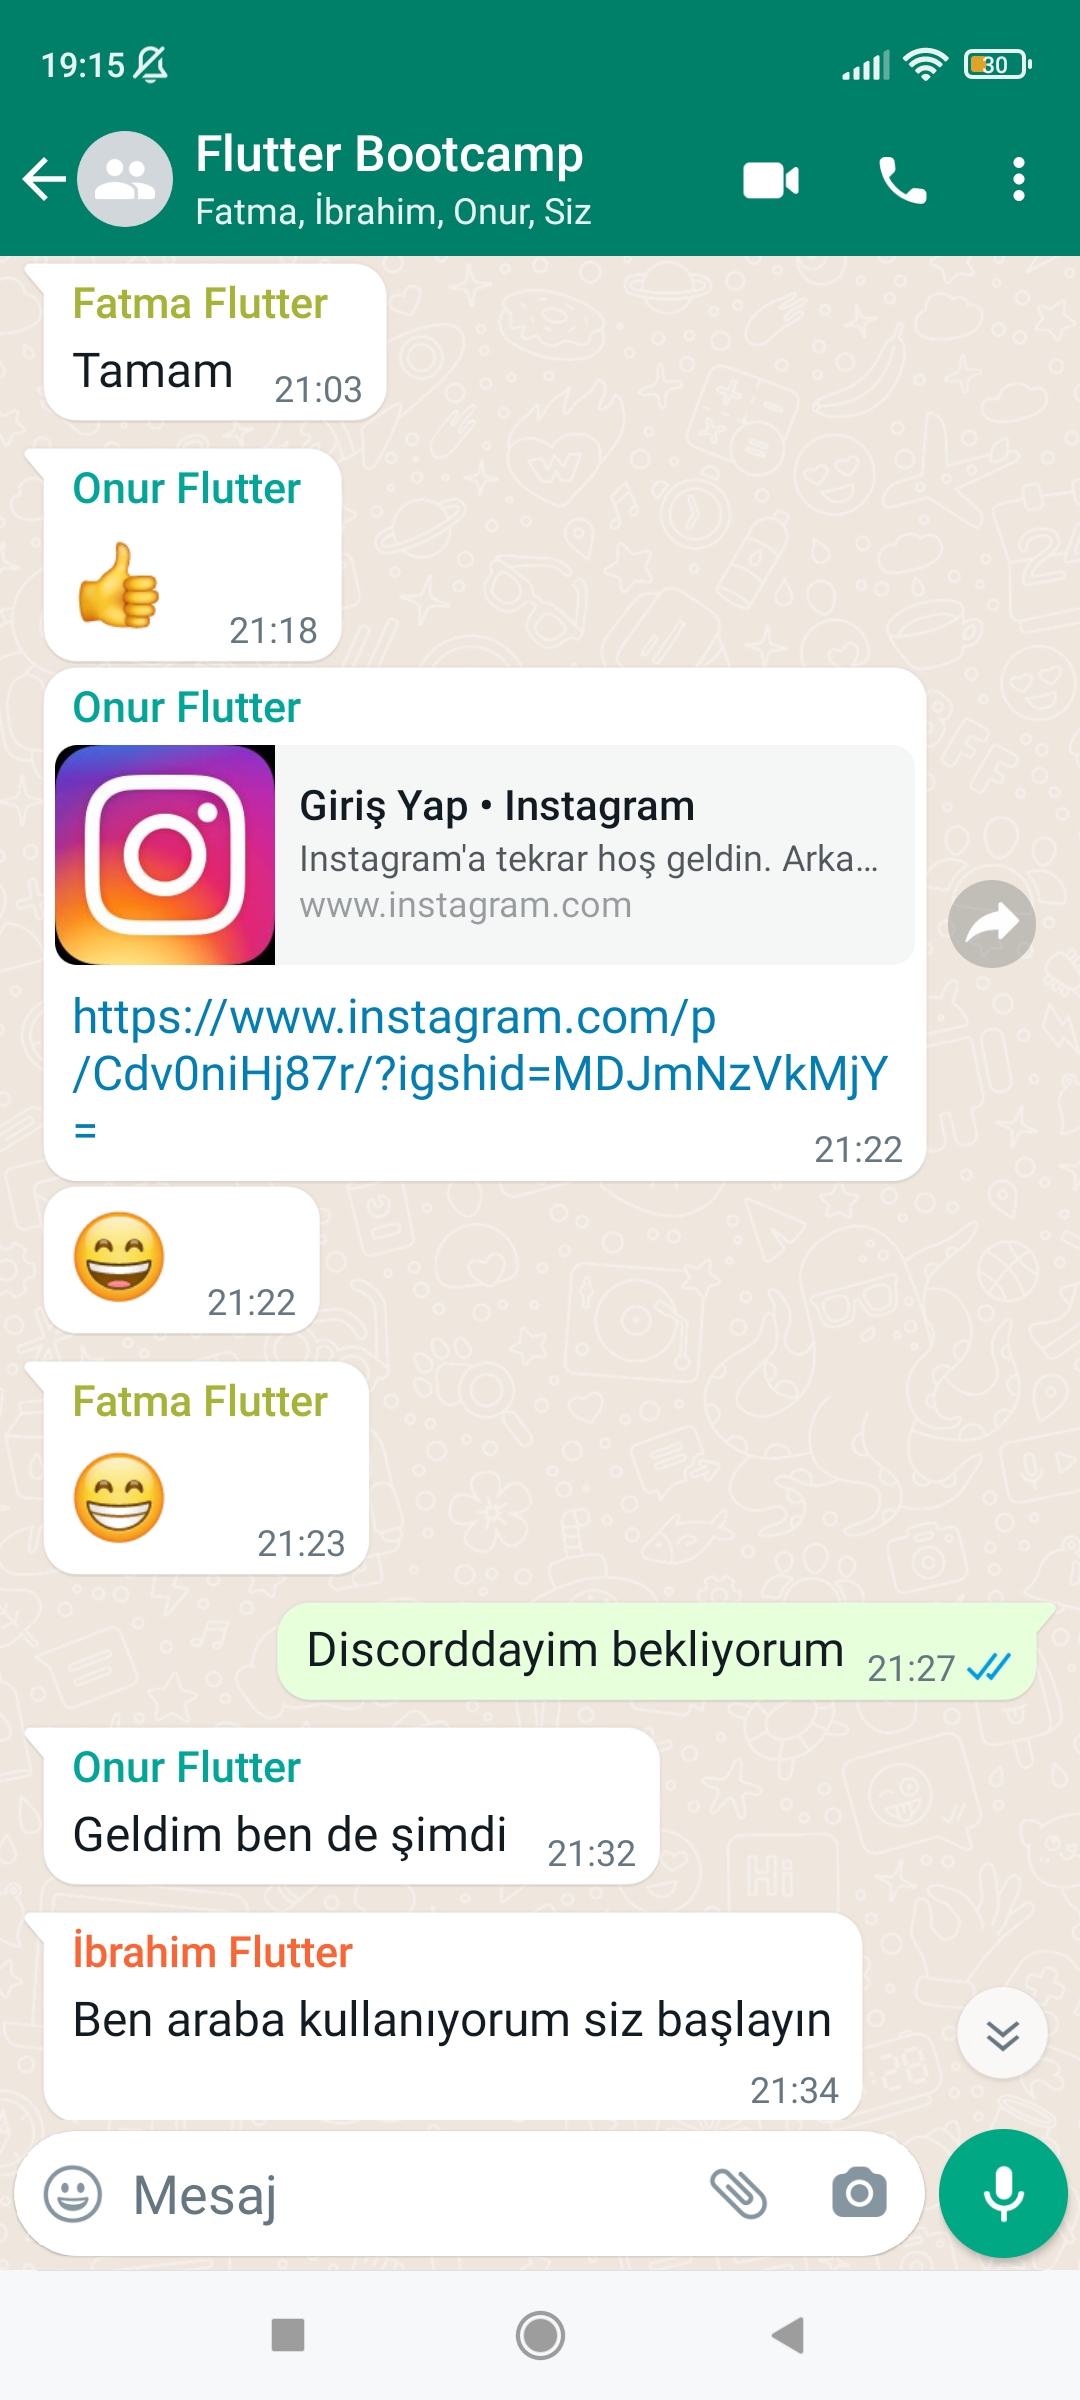 19:15
30
Flutter Bootcamp
Fatma, İbrahim, Onur, Siz
Fatma Flutter
Tamam 21:03
Onur Flutter
👍 21:18
Onur Flutter
Giriş Yap • Instagram
Instagram'a tekrar hoş geldin. Arka...
www.instagram.com
https://www.instagram.com/p
/Cdv0niHj87r/?igshid=MDJmNzVkMjY
=
21:22
😄 21:22
Fatma Flutter
😁 21:23
Discorddayim bekliyorum 21:27
Onur Flutter
Geldim ben de şimdi 21:32
İbrahim Flutter
Ben araba kullanıyorum siz başlayın
21:34
Mesaj